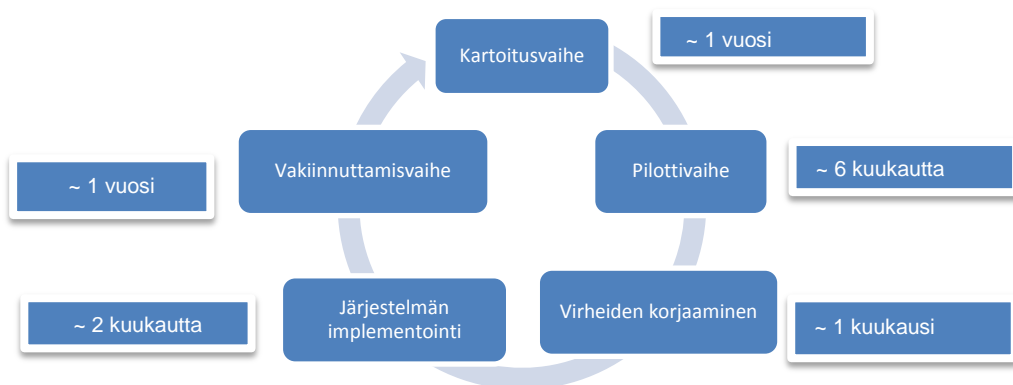 Kartoitusvaihe
~ 1 vuosi
Pilottivaihe
~ 6 kuukautta
Virheiden korjaaminen
~ 1 kuukausi
Järjestelmän
implementointi
~ 2 kuukautta
Vakiinnuttamisvaihe
~ 1 vuosi